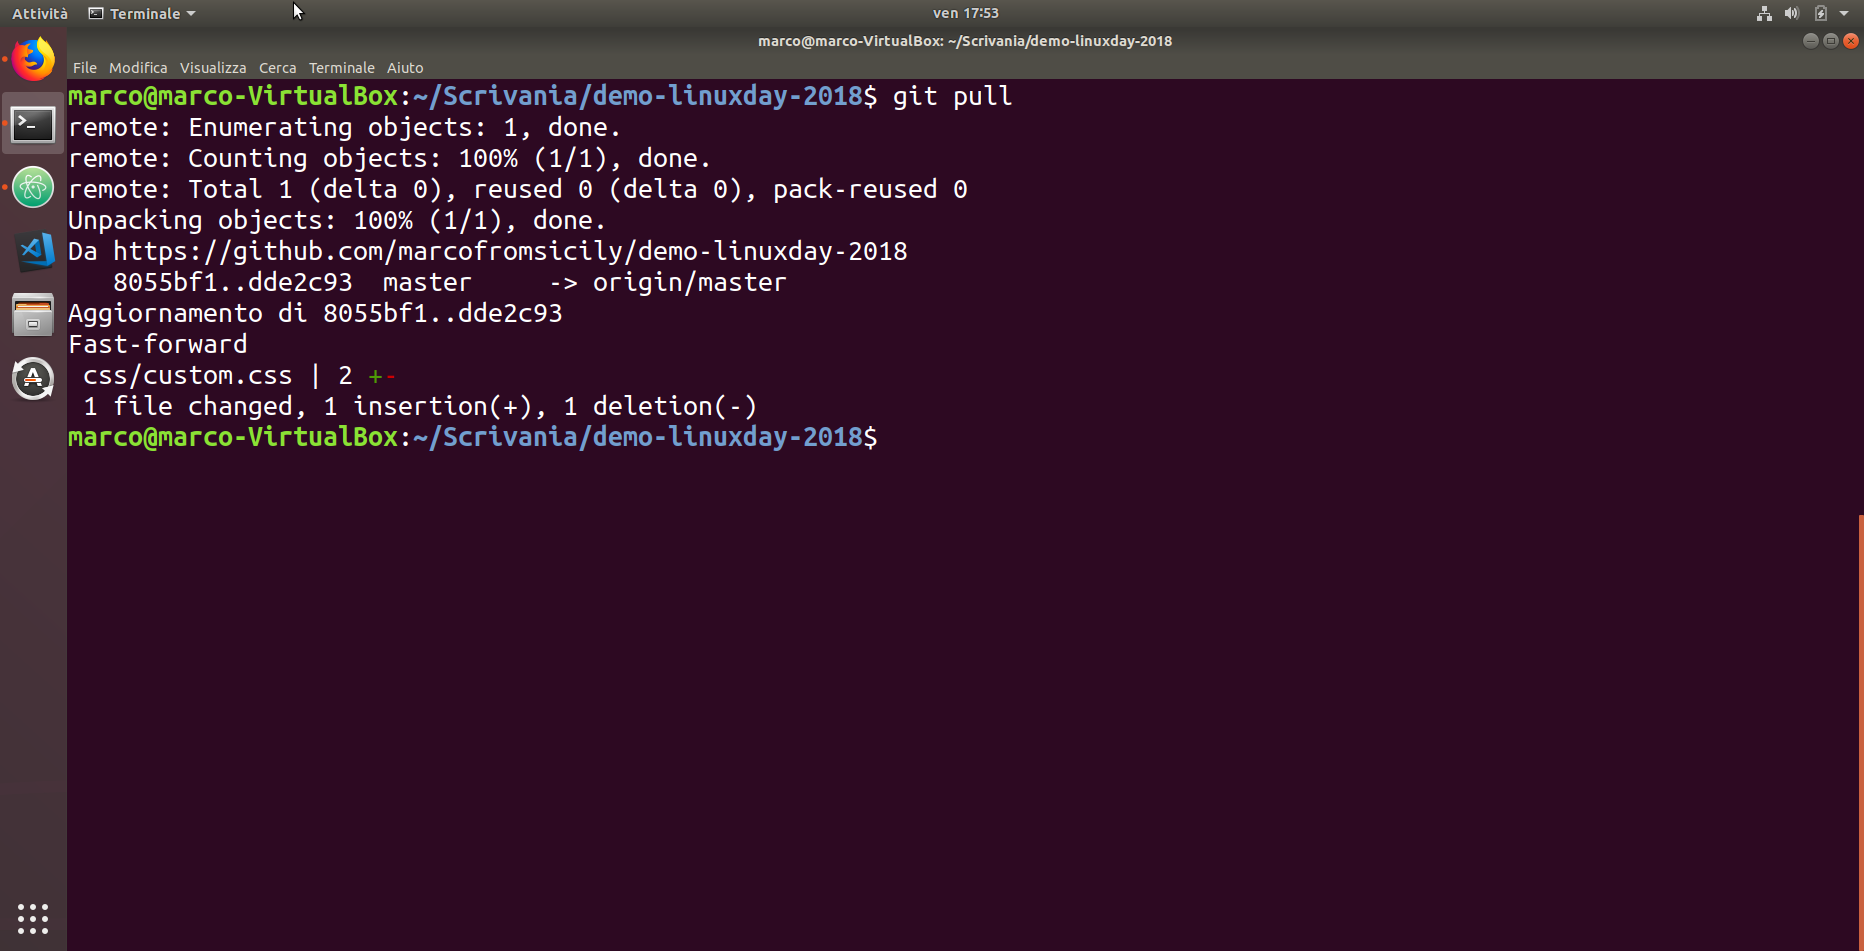 Attività Terminale ven 17:53
marco@marco-VirtualBox: ~/Scrivania/demo-linuxday-2018
File Modifica Visualizza Cerca Terminale Aiuto
marco@marco-VirtualBox:~/Scrivania/demo-linuxday-2018$ git pull
remote: Enumerating objects: 1, done.
remote: Counting objects: 100% (1/1), done.
remote: Total 1 (delta 0), reused 0 (delta 0), pack-reused 0
Unpacking objects: 100% (1/1), done.
Da https://github.com/marcofromsicily/demo-linuxday-2018
   8055bf1..dde2c93  master     -> origin/master
Aggiornamento di 8055bf1..dde2c93
Fast-forward
 css/custom.css | 2 +-
 1 file changed, 1 insertion(+), 1 deletion(-)
marco@marco-VirtualBox:~/Scrivania/demo-linuxday-2018$